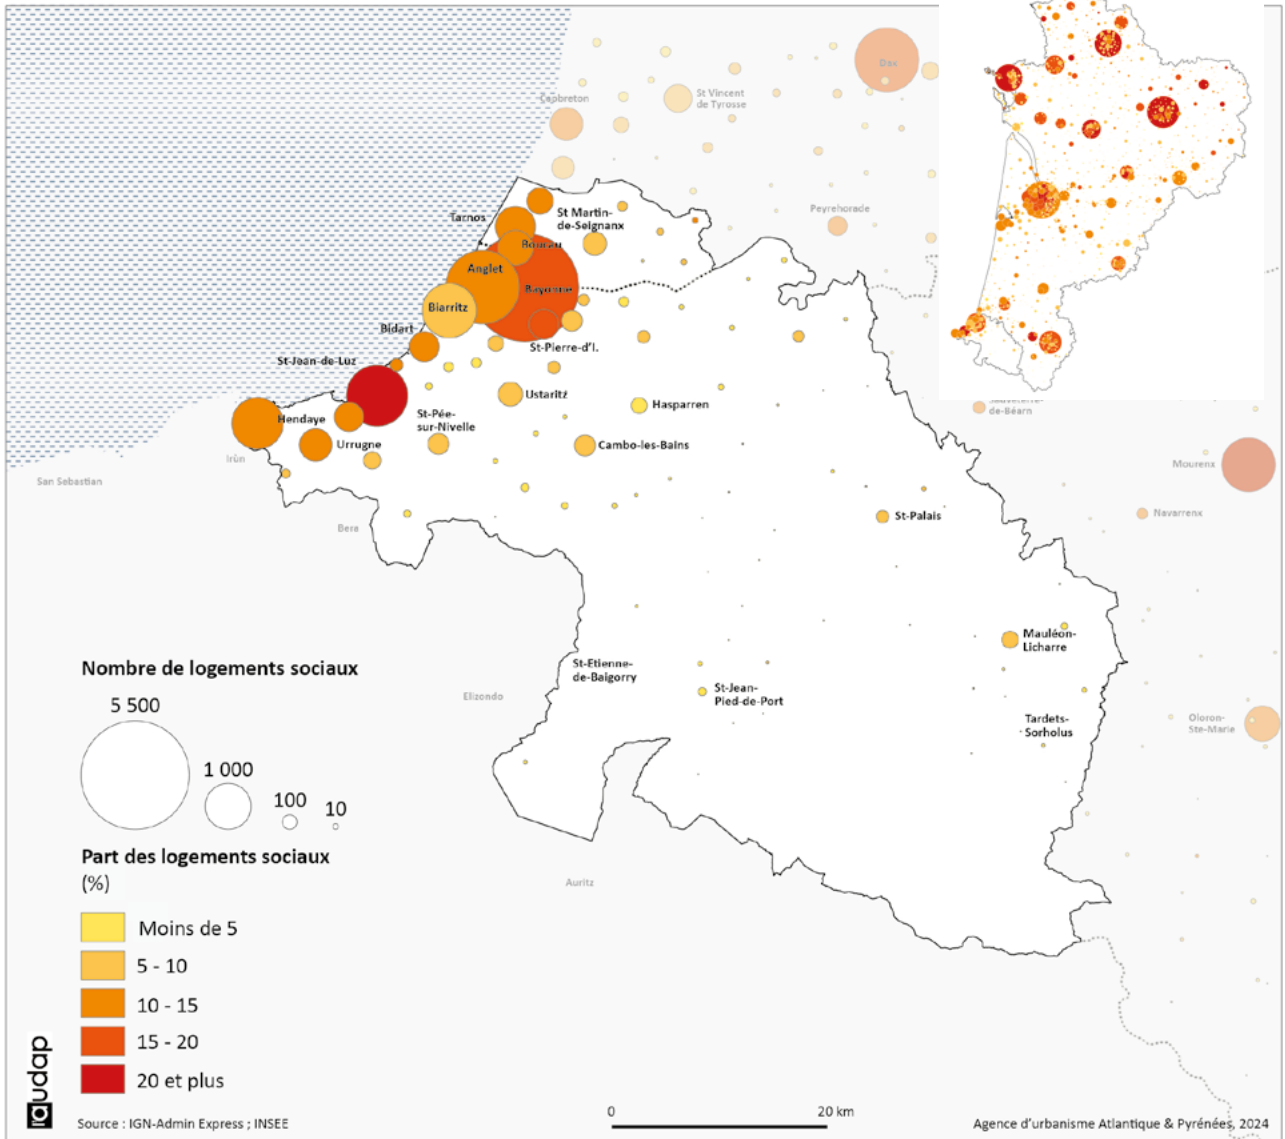 Dax
Capbreton
St Vincent
de Tyrosse
Peyrehorade
Tarnos
St Martin-
de-Seignanx
Boucau
Anglet
Bayonne
Biarritz
Bidart
St-Pierre-d'I.
St-Jean-de-Luz
Ustaritz
Hasparren
Hendaye
St-Pée-
sur-Nivelle
Urrugne
Cambo-les-Bains
Irùn
San Sebastian
Bera
de-Béarn
Mourenx
Navarrenx
St-Palais
Mauléon-
Licharre
St-Etienne-
de-Baigorry
St-Jean-
Pied-de-Port
Elizondo
Tardets-
Sorholus
Oloron-
Ste-Marie
Auritz
Nombre de logements sociaux
5 500
1 000
100
10
Part des logements sociaux
(%)
Moins de 5
5 - 10
10 - 15
15 - 20
20 et plus
audap
Source : IGN-Admin Express ; INSEE
0
20 km
Agence d'urbanisme Atlantique & Pyrénées, 2024